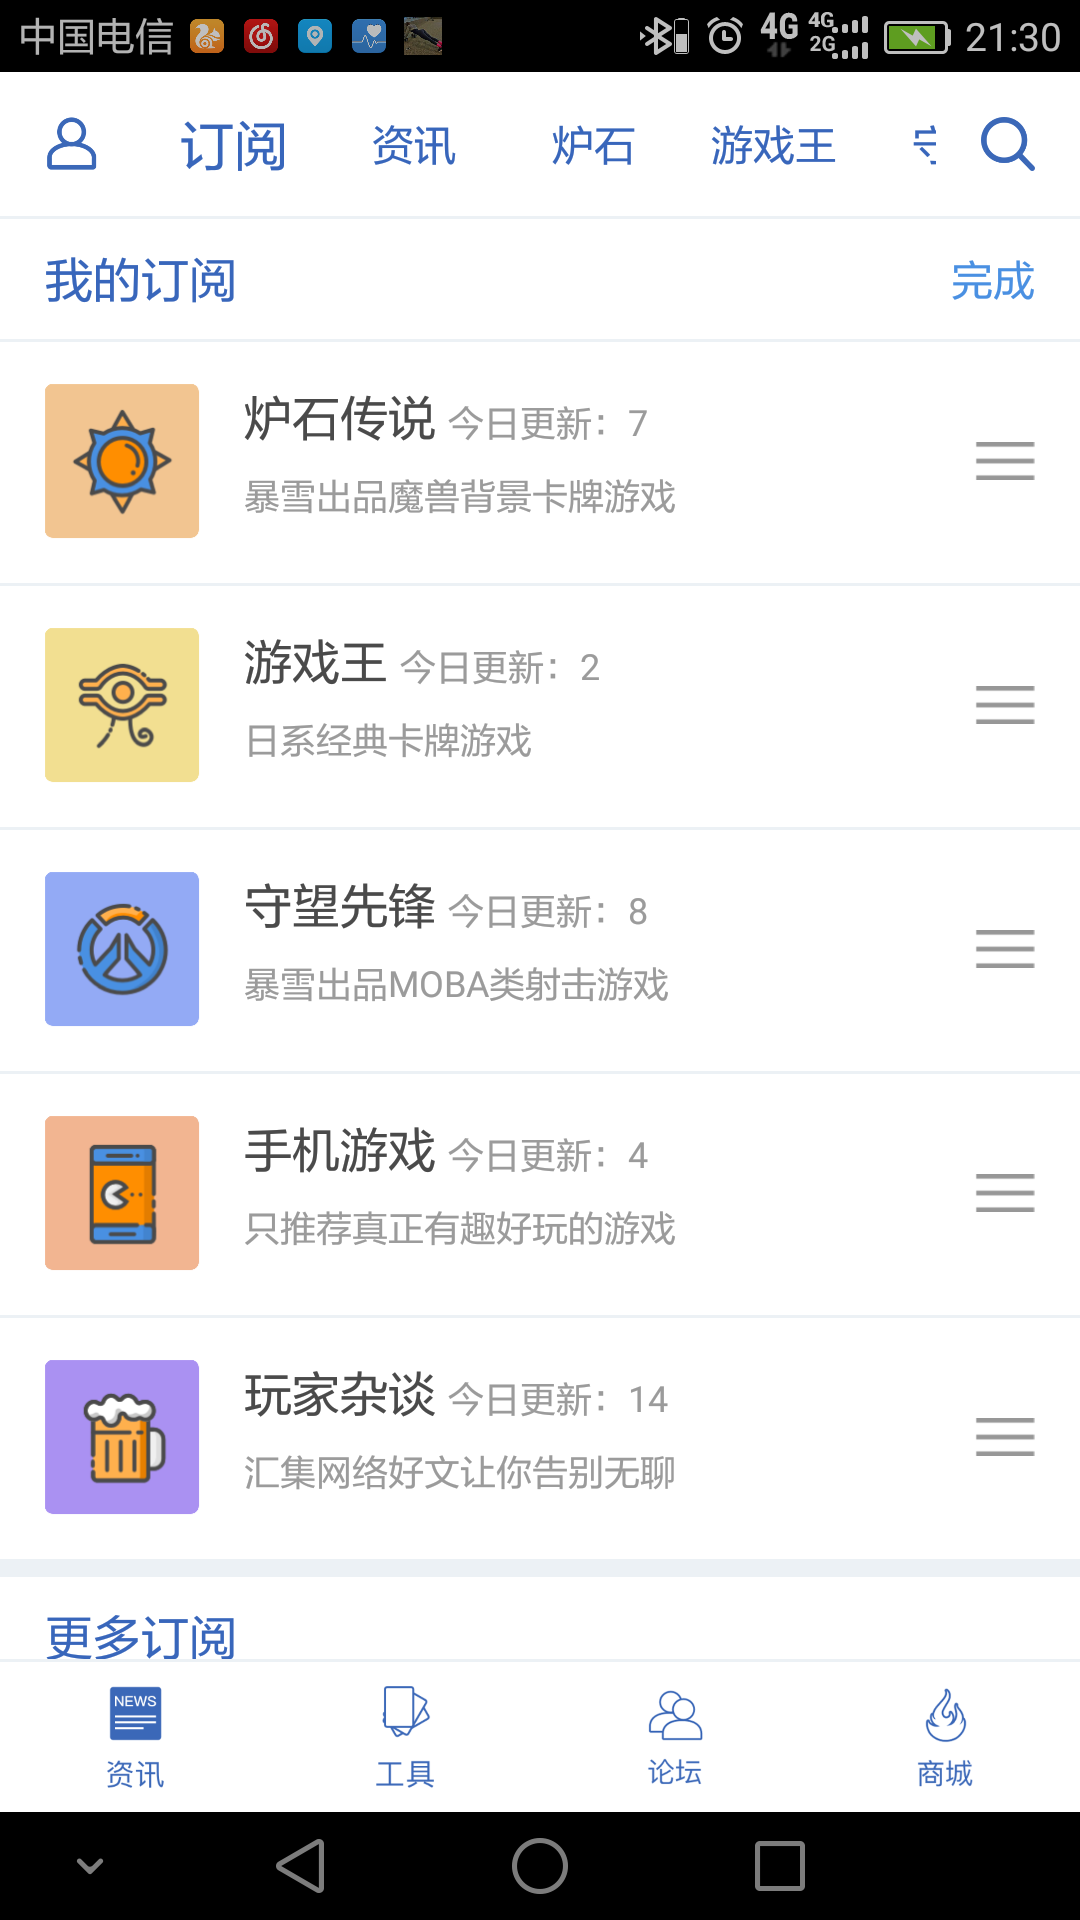 中国电信 4G 4G 2G 21:30
订阅 资讯 炉石 游戏王
我的订阅 完成
炉石传说 今日更新：7
暴雪出品魔兽背景卡牌游戏
游戏王 今日更新：2
日系经典卡牌游戏
守望先锋 今日更新：8
暴雪出品MOBA类射击游戏
手机游戏 今日更新：4
只推荐真正有趣好玩的游戏
玩家杂谈 今日更新：14
汇集网络好文让你告别无聊
更多订阅
NEWS
资讯 工具 论坛 商城